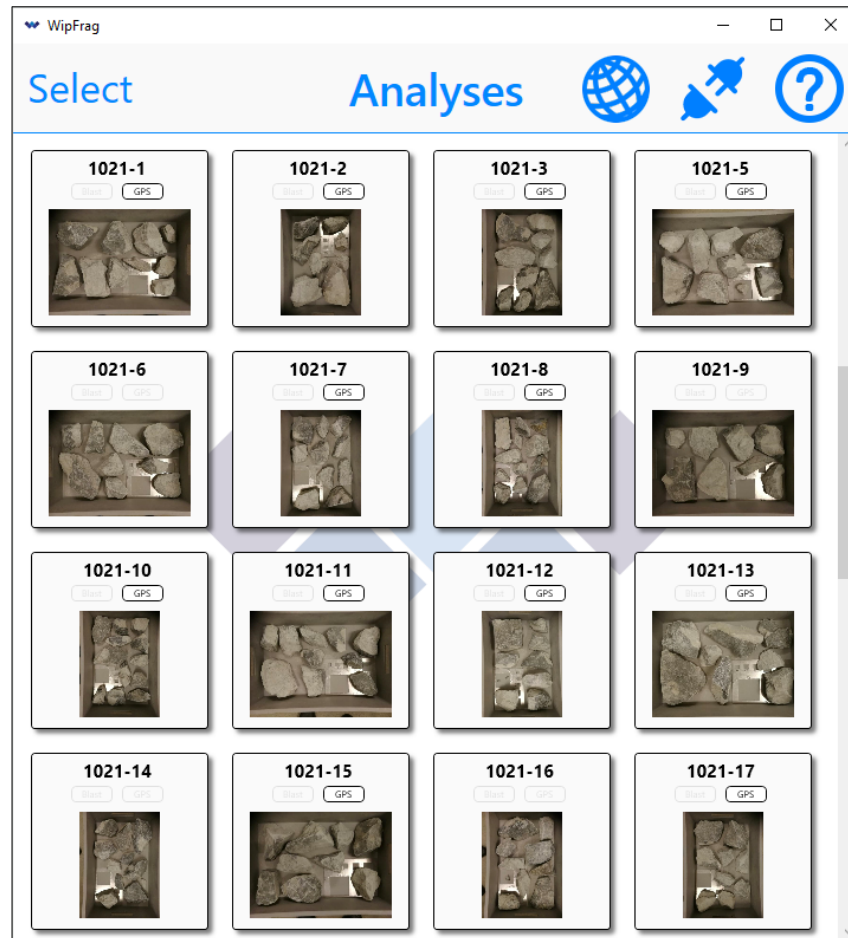 WipFrag
Select Analyses
1021-1 1021-2 1021-3 1021-5
Blast GPS Blast GPS Blast GPS Blast GPS
1021-6 1021-7 1021-8 1021-9
Blast GPS Blast GPS Blast GPS Blast GPS
1021-10 1021-11 1021-12 1021-13
Blast GPS Blast GPS Blast GPS Blast GPS
1021-14 1021-15 1021-16 1021-17
Blast GPS Blast GPS Blast GPS Blast GPS